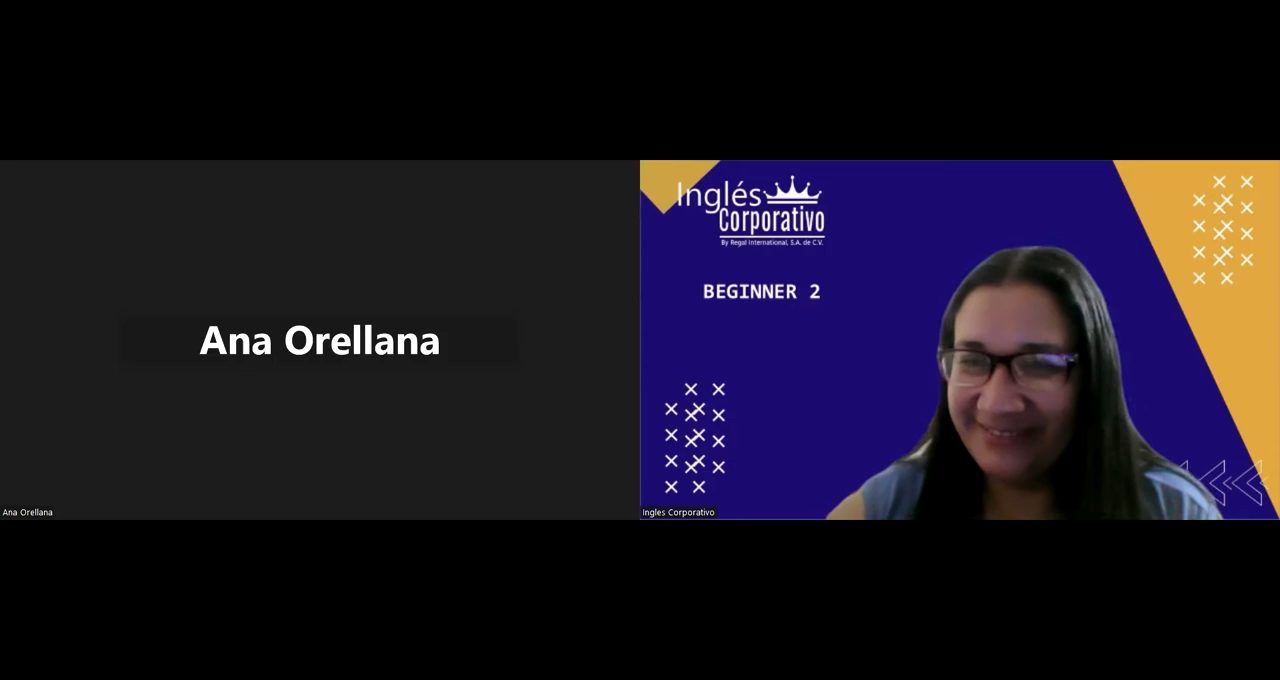 Ana Orellana
Ana Orellana
Inglés
Corporativo
By Regal International, S.A. de C.V.
BEGINNER 2
Ingles Corporativo